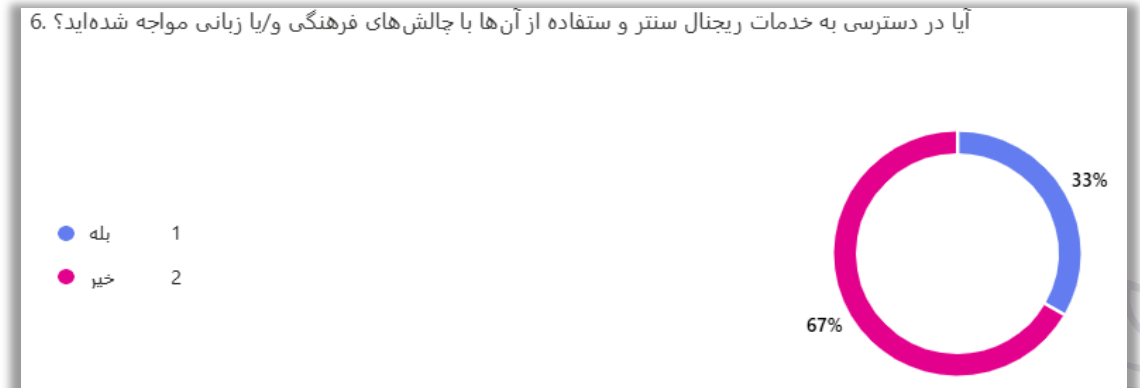 6. آیا در دسترسی به خدمات ریجنال سنتر و ستفاده از آن‌ها با چالش‌های فرهنگی و/یا زبانی مواجه شده‌اید؟
بله 1
خیر 2
33%
67%